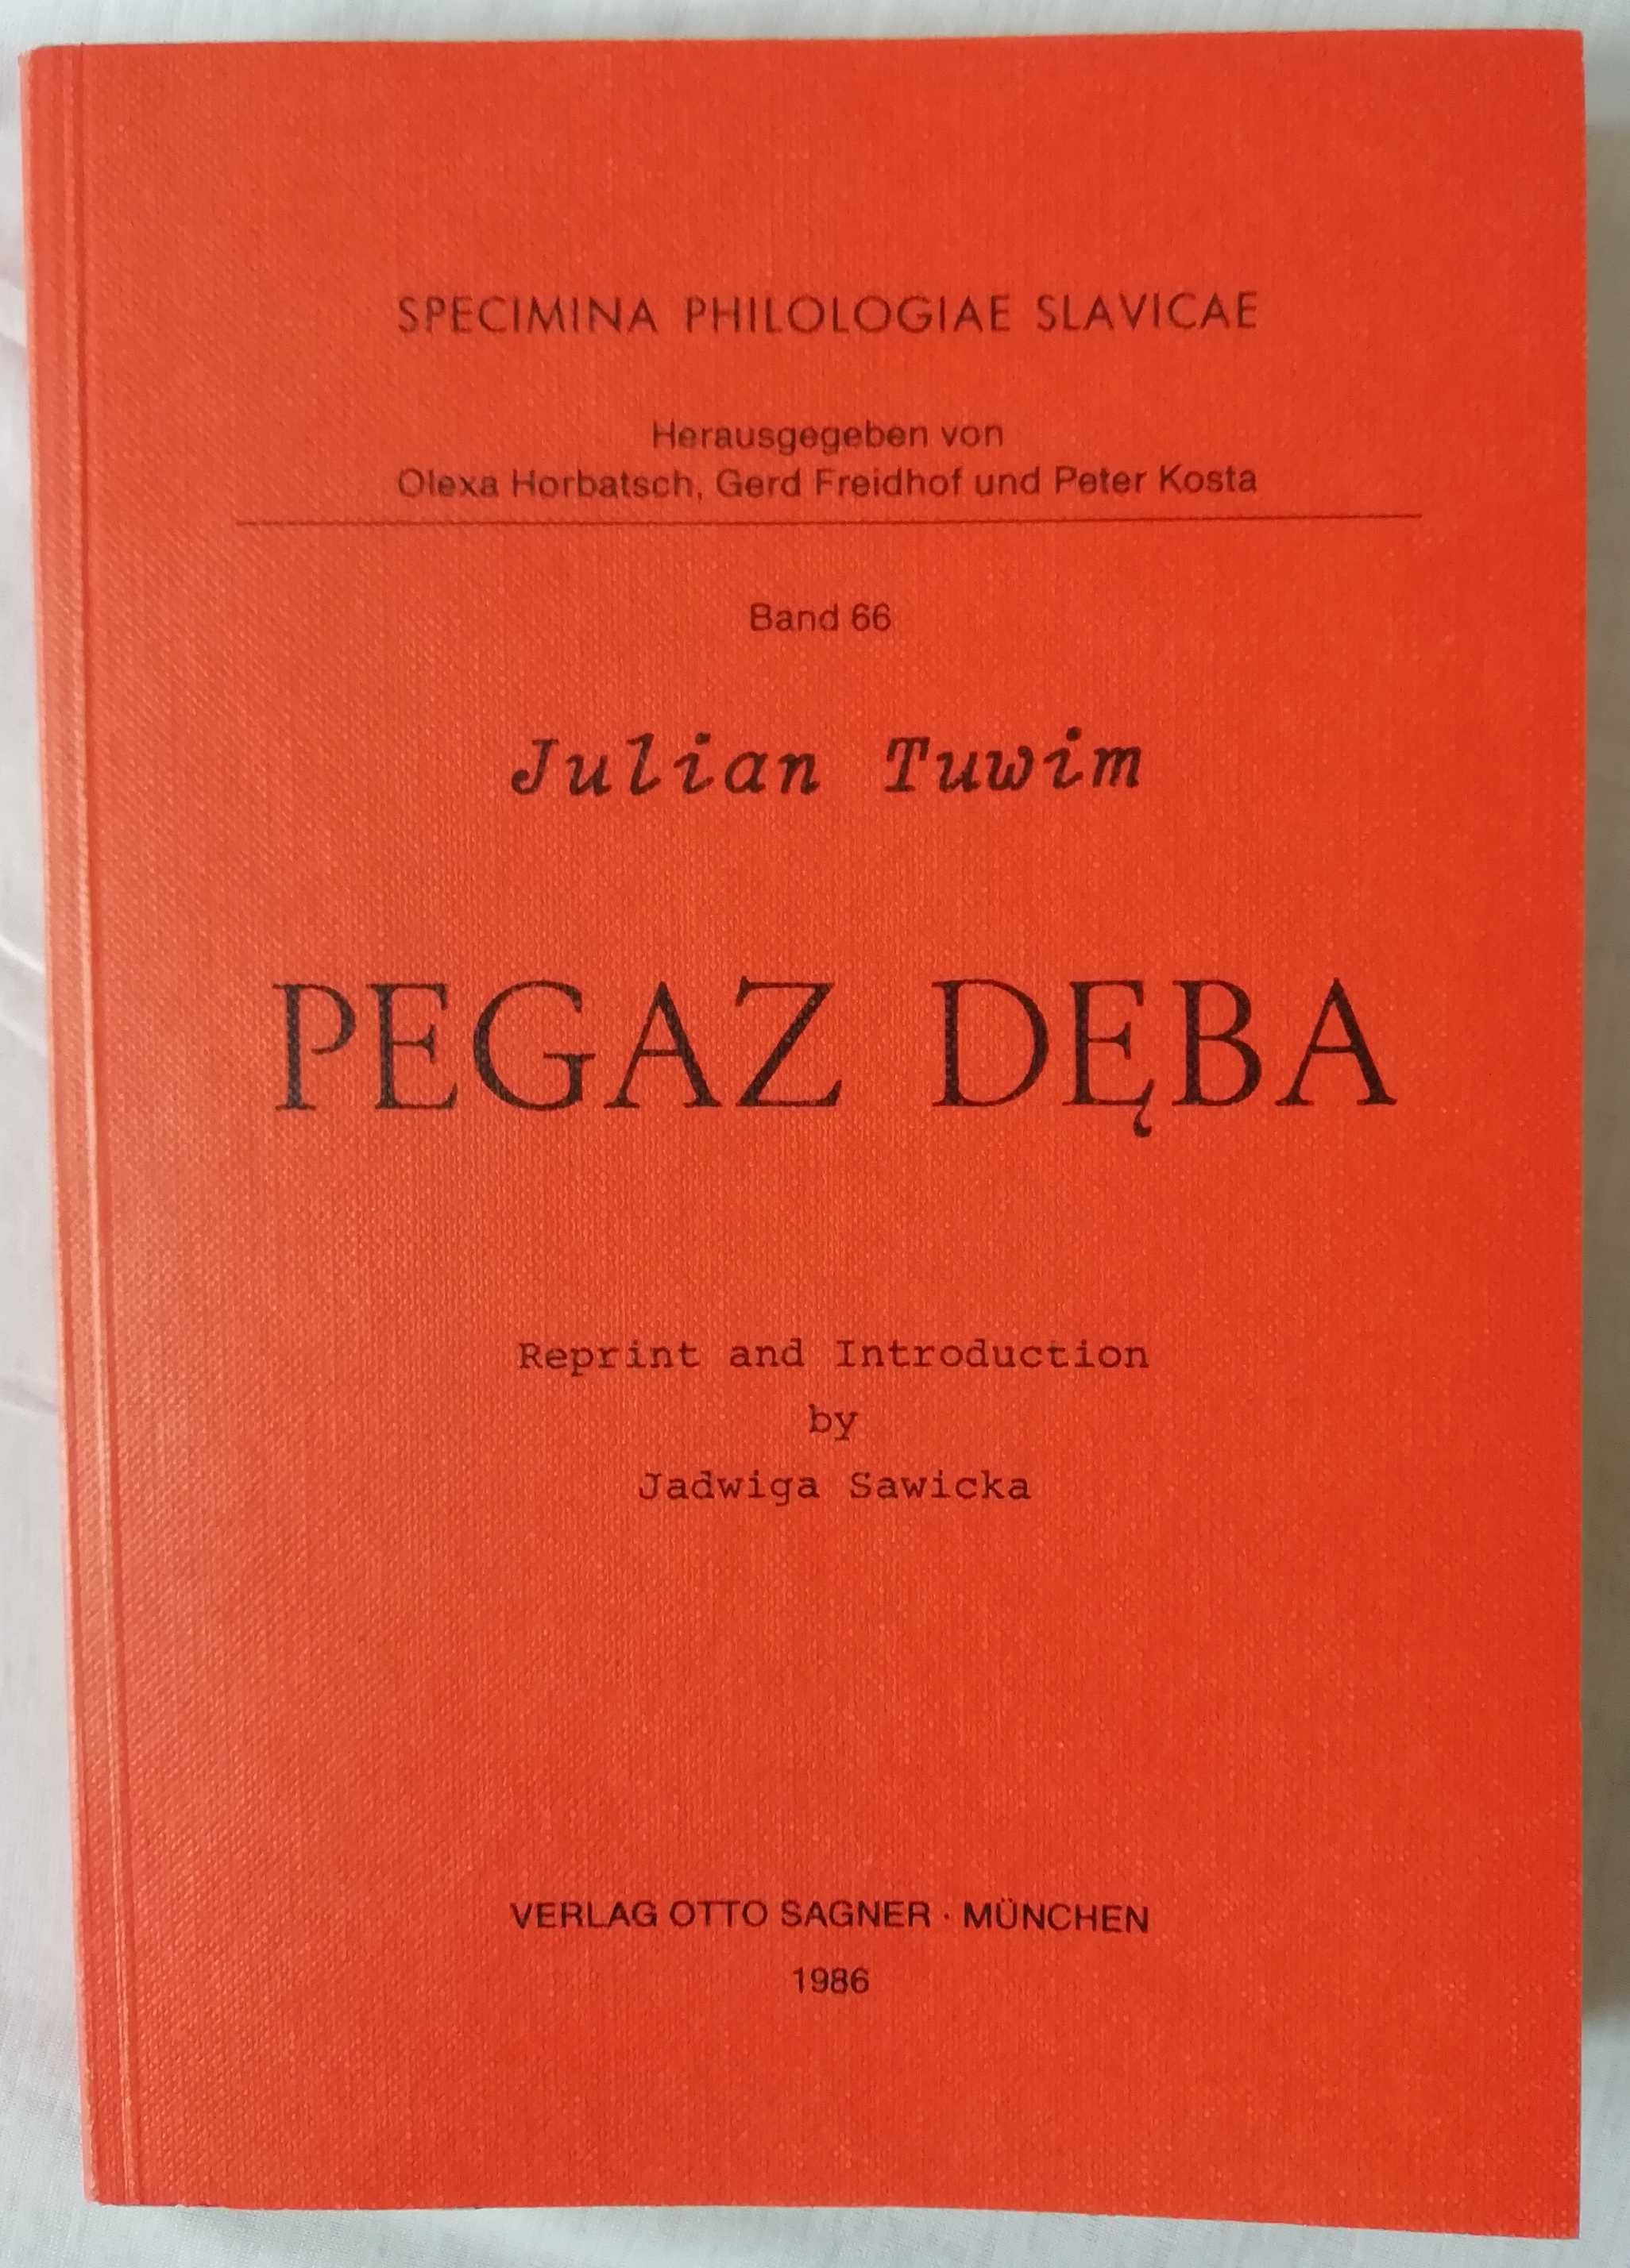 SPECIMINA PHILOLOGIAE SLAVICAE
Herausgegeben von
Olexa Horbatsch, Gerd Freidhof und Peter Kosta
Band 66
Julian Tuwim
PEGAZ DĘBA
Reprint and Introduction
by
Jadwiga Sawicka
VERLAG OTTO SAGNER · MÜNCHEN
1986